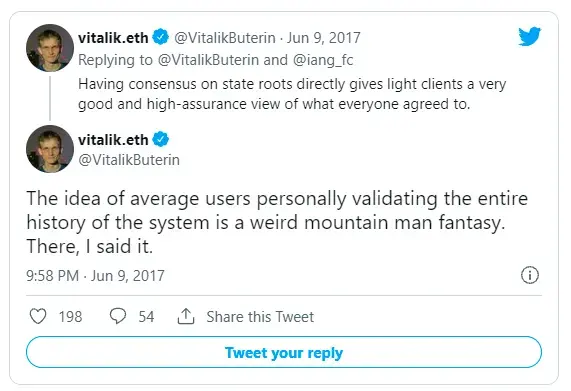 vitalik.eth @VitalikButerin · Jun 9, 2017
Replying to @VitalikButerin and @iang_fc
Having consensus on state roots directly gives light clients a very
good and high-assurance view of what everyone agreed to.
vitalik.eth
@VitalikButerin
The idea of average users personally validating the entire
history of the system is a weird mountain man fantasy.
There, I said it.
9:58 PM · Jun 9, 2017
198 54 Share this Tweet
Tweet your reply